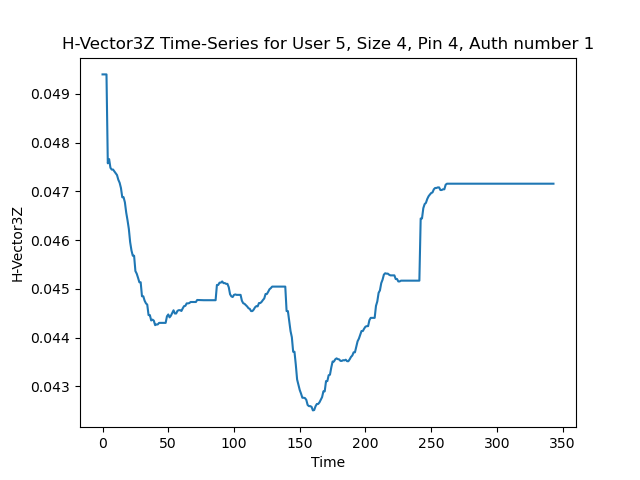 H-Vector3Z Time-Series for User 5, Size 4, Pin 4, Auth number 1
0.049
0.048
0.047
0.046
0.045
0.044
0.043
H-Vector3Z
0 50 100 150 200 250 300 350
Time